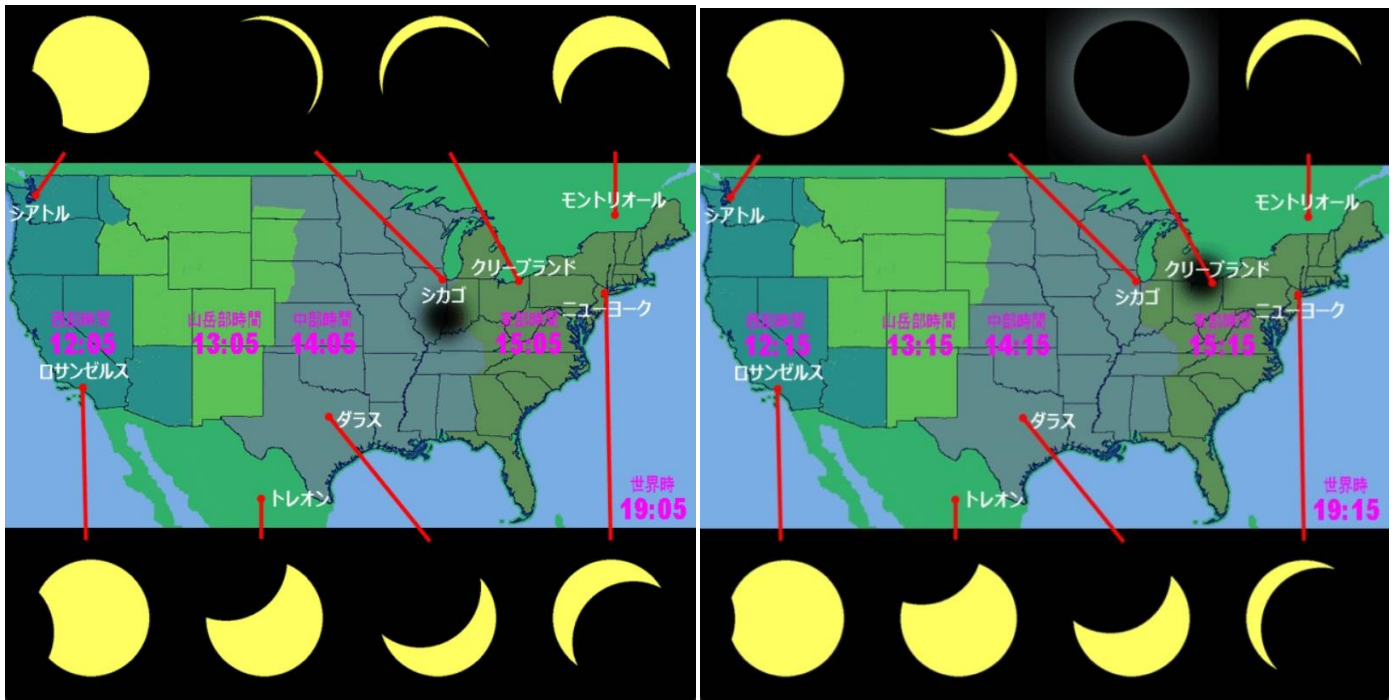 モントリオール
シアトル
クリーブランド
シカゴ
ニューヨーク
西部時間
12:05
山岳部時間
13:05
中部時間
14:05
東部時間
15:05
ロサンゼルス
ダラス
トレオン
世界時
19:05
モントリオール
シアトル
クリーブランド
シカゴ
ニューヨーク
西部時間
12:15
山岳部時間
13:15
中部時間
14:15
東部時間
15:15
ロサンゼルス
ダラス
トレオン
世界時
19:15